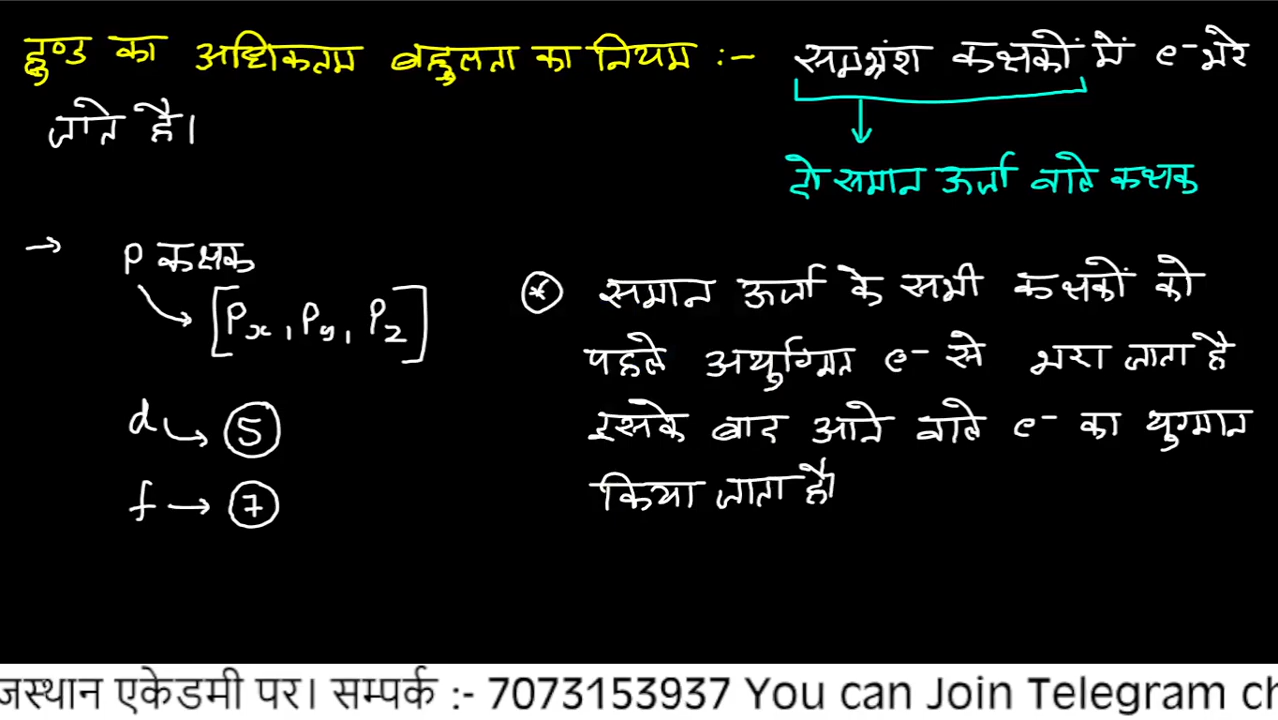 हुण्ड का अधिकतम बहुलता का नियम :- समभ्रंश कक्षकों में e⁻ भरे
जाते है।
दो समान ऊर्जा वाले कक्षक
→ P कक्षक
[Px, Py, Pz]
d → 5
f → 7
* समान ऊर्जा के सभी कक्षकों को
पहले अयुग्मित e⁻ से भरा जाता है
इसके बाद आने वाले e⁻ का युग्मान
किया जाता है।
जस्थान एकेडमी पर। सम्पर्क :- 7073153937 You can Join Telegram ch